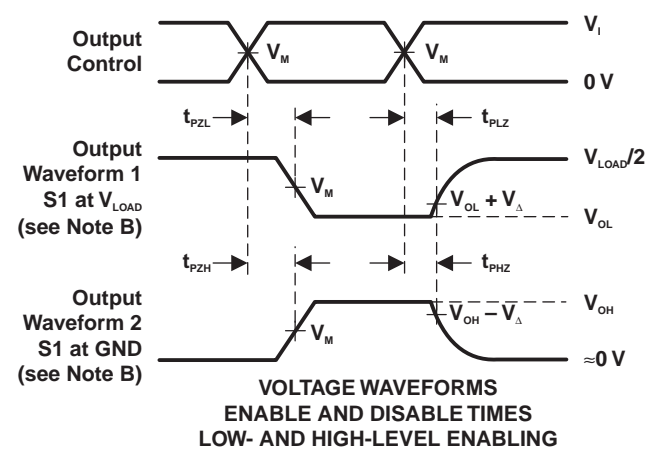 Output
Control
V_M
V_M
V_I
0 V
t_PZL
t_PLZ
Output
Waveform 1
S1 at V_LOAD
(see Note B)
V_M
V_OL + V_Δ
V_LOAD/2
V_OL
t_PZH
t_PHZ
Output
Waveform 2
S1 at GND
(see Note B)
V_M
V_OH – V_Δ
V_OH
≈0 V
VOLTAGE WAVEFORMS
ENABLE AND DISABLE TIMES
LOW- AND HIGH-LEVEL ENABLING